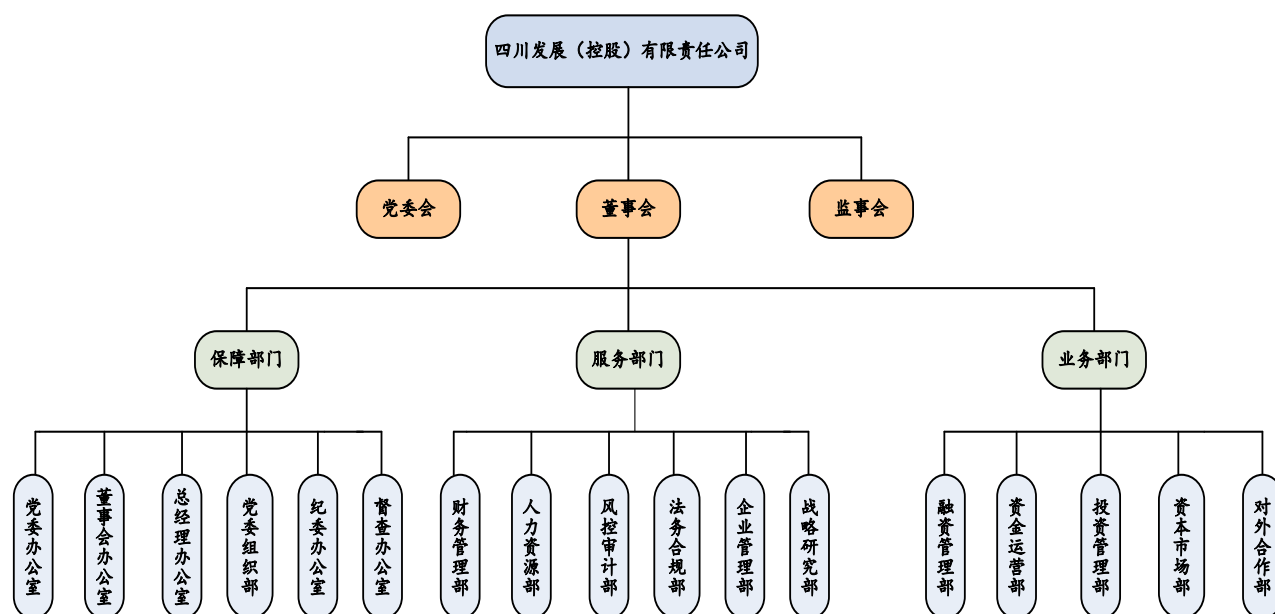 四川发展（控股）有限责任公司
党委会
董事会
监事会
保障部门
服务部门
业务部门
党委办公室
董事会办公室
总经理办公室
党委组织部
纪委办公室
督查办公室
财务管理部
人力资源部
风控审计部
法务合规部
企业管理部
战略研究部
融资管理部
资金运营部
投资管理部
资本市场部
对外合作部